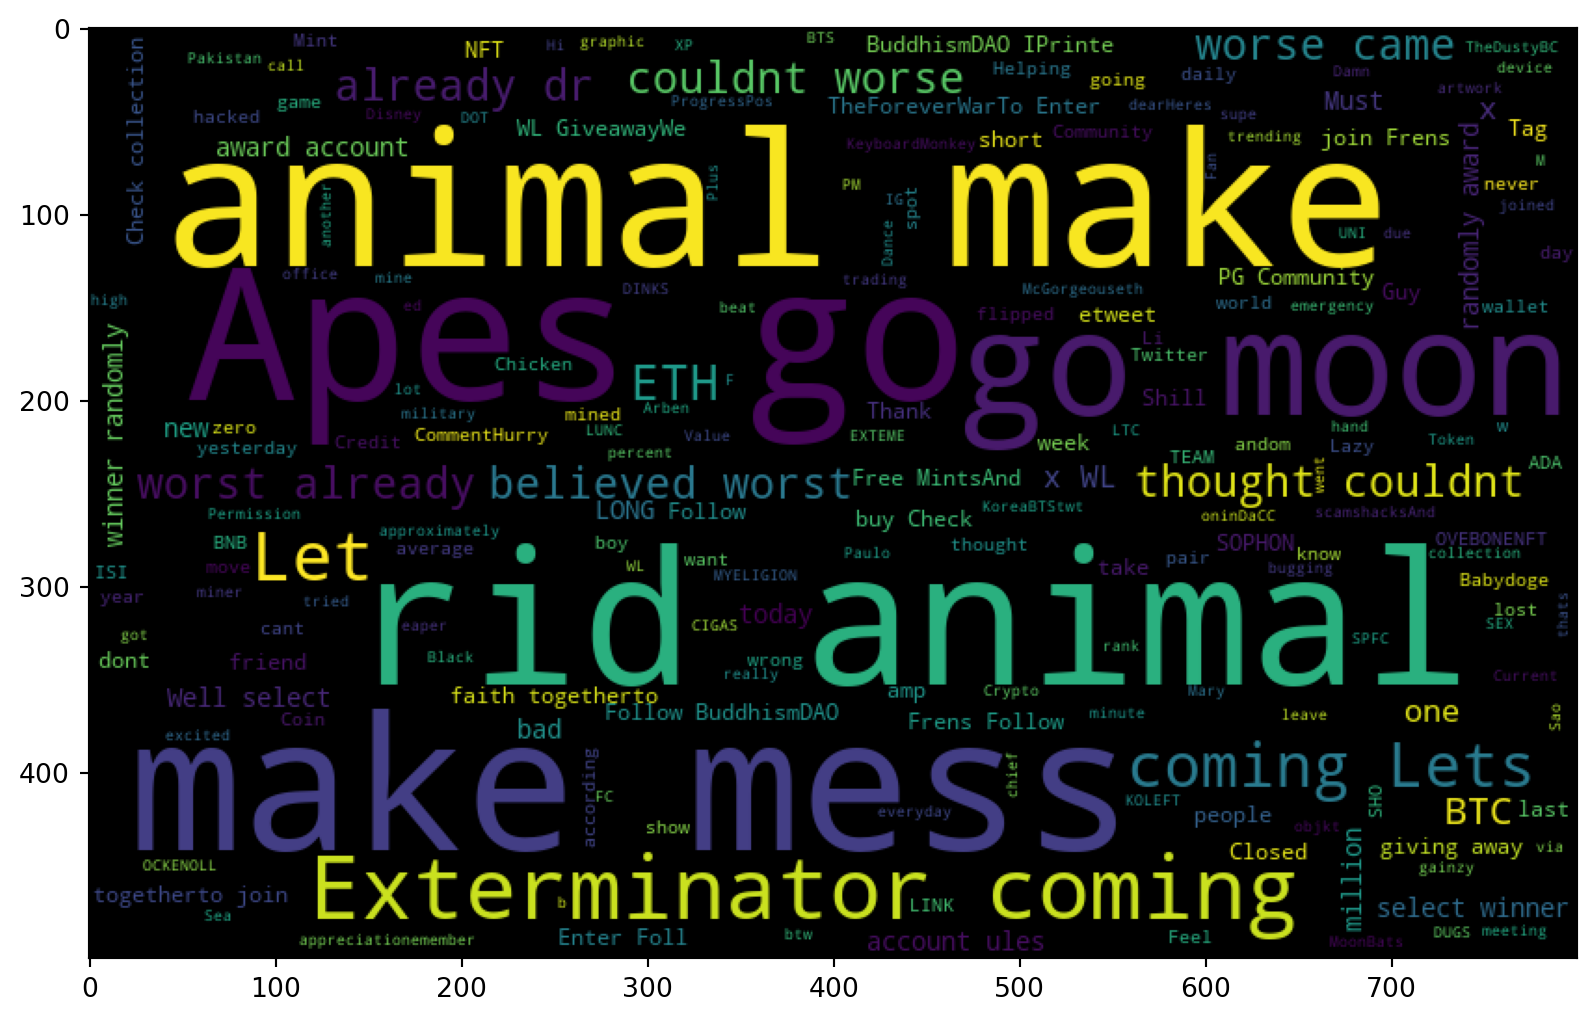 0
100
200
300
400
0 100 200 300 400 500 600 700
Mint
NFT
Hi
graphic
XP
BTS
BuddhismDAO IPrinte
worse came
TheDustyBC
Pakistan
call
already dr
couldnt worse
Helping
going
daily
Damn
device
Check collection
hacked
game
Disney
DOT
ProgressPos
TheForeverWarTo Enter
dearHeres
supe
Must
artwork
x
award account
WL GiveawayWe
KeyboardMonkey
short
Community
trending
join Frens
Tag
animal make
another
Plus
PM
IG
spot
Dance
Fan
UNI
due
M
never
joined
randomly award
day
office
mine
DINKS
trading
McGorgeouseth
PG Community
Guy
high
ed
beat
flipped
etweet
world
emergency
wallet
Apes go
go moon
Li
Chicken
ETH
F
Twitter
lot
Arben
Shill
winner randomly
new
zero
military
mined
Thank
yesterday
Credit
CommentHurry
LUNC
Value
EXTEME
week
LTC
andom
hand
Lazy
Token
W
percent
TEAM
ADA
worst already
believed worst
Free MintsAnd
x WL
thought couldnt
went
Permission
LONG Follow
buy Check
KoreaBTStwt
oninDaCC
scamshacksAnd
BNB
Let
approximately
average
boy
want
Paulo
thought
SOPHON
know
OVEBONENFT
collection
ISI
move
WL
MYELIGION
take
pair
bugging
Babydoge
year
miner
tried
rid animal
today
lost
SEX
thats
got
cant
eaper
CIGAS
SPFC
dont
friend
Black
wrong
really
rank
Current
Well select
faith togetherto
amp
Crypto
Mary
Coin
Follow BuddhismDAO
Frens Follow
minute
leave
one
Sao
excited
bad
make mess
according
chief
coming Lets
FC
everyday
KOLEFT
people
SHO
BTC
last
show
objkt
OCKENOLL
Closed
million
giving away
via
gainzy
togetherto join
Exterminator coming
b
LINK
select winner
Sea
appreciationemember
Enter Foll
btw
account ules
Feel
MoonBats
DUGS
meeting